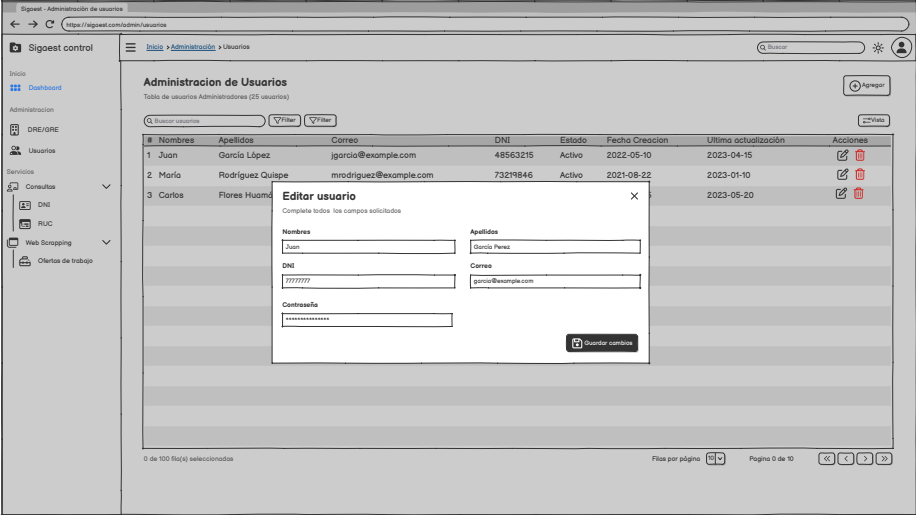 Sigaest - Administración de usuarios
https://sigaest.com/admin/usuarios
Sigaest control
Inicio > Administración > Usuarios
Buscar
Inicio
Dashboard
Administracion
DRE/GRE
Usuarios
Servicios
Consultas
DNI
RUC
Web Scrapping
Ofertas de trabajo
Administracion de Usuarios
Tabla de usuarios Administradores (25 usuarios)
Agregar
Buscar usuarios
Filter
Filter
Vista
# Nombres Apellidos Correo DNI Estado Fecha Creacion Ultima actualización Acciones
1 Juan García López jgarcia@example.com 48563215 Activo 2022-05-10 2023-04-15
2 María Rodríguez Quispe mrodriguez@example.com 73219846 Activo 2021-08-22 2023-01-10
3 Carlos Flores Huamá 2023-05-20
Editar usuario
Complete todos los campos solicitados
Nombres
Juan
Apellidos
García Perez
DNI
77777777
Correo
garcia@example.com
Contraseña
***************
Guardar cambios
0 de 100 fila(s) seleccionadas
Filas por página 10
Pagina 0 de 10